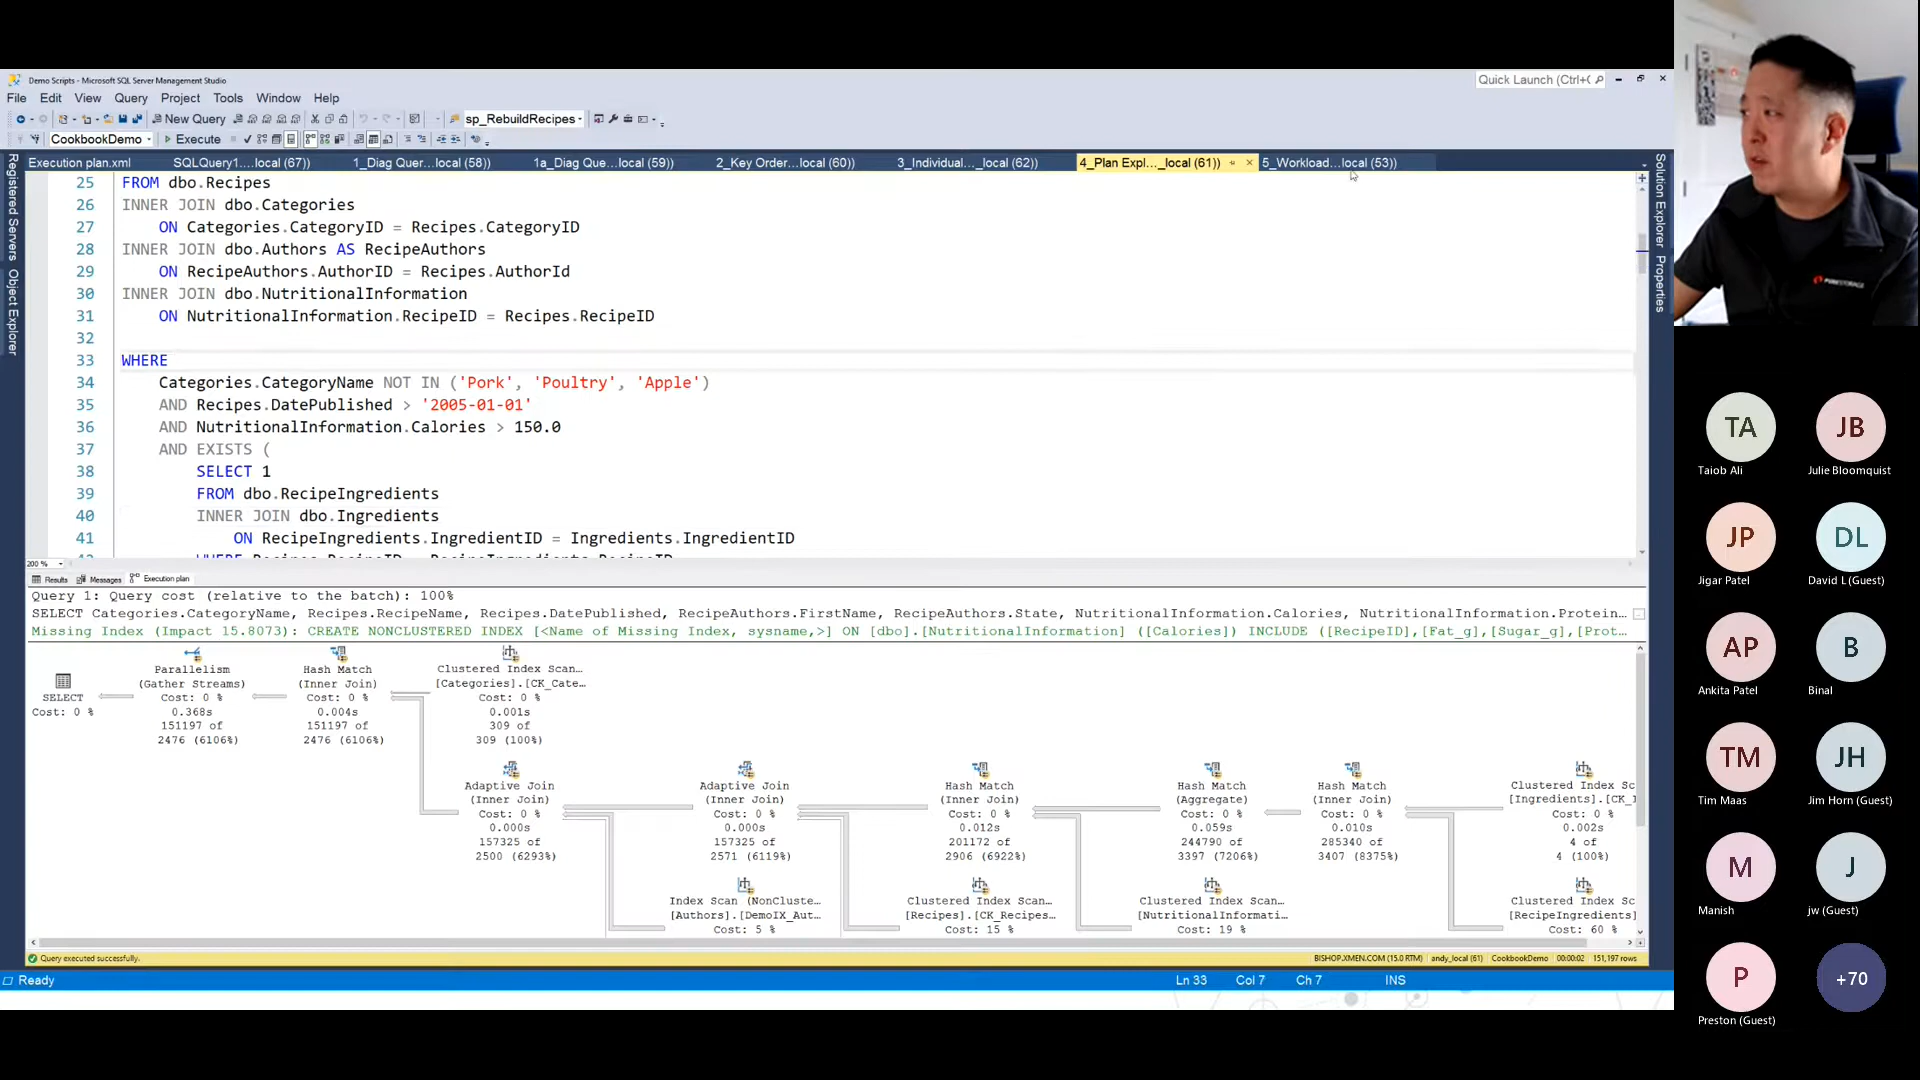 Demo Scripts - Microsoft SQL Server Management Studio
Quick Launch (Ctrl+(
File Edit View Query Project Tools Window Help
New Query
sp_RebuildRecipes
CookbookDemo
Execute
Execution plan.xml
SQLQuery1....local (67))
1_Diag Quer...local (58))
1a_Diag Que...local (59))
2_Key Order...local (60))
3_Individual..._local (62))
4_Plan Expl..._local (61))
5_Workload...local (53))
Registered Servers
Object Explorer
Solution Explorer
Properties
25 FROM dbo.Recipes
26 INNER JOIN dbo.Categories
27 ON Categories.CategoryID = Recipes.CategoryID
28 INNER JOIN dbo.Authors AS RecipeAuthors
29 ON RecipeAuthors.AuthorID = Recipes.AuthorId
30 INNER JOIN dbo.NutritionalInformation
31 ON NutritionalInformation.RecipeID = Recipes.RecipeID
32
33 WHERE
34 Categories.CategoryName NOT IN ('Pork', 'Poultry', 'Apple')
35 AND Recipes.DatePublished > '2005-01-01'
36 AND NutritionalInformation.Calories > 150.0
37 AND EXISTS (
38 SELECT 1
39 FROM dbo.RecipeIngredients
40 INNER JOIN dbo.Ingredients
41 ON RecipeIngredients.IngredientID = Ingredients.IngredientID
200 %
Results Messages Execution plan
Query 1: Query cost (relative to the batch): 100%
SELECT Categories.CategoryName, Recipes.RecipeName, Recipes.DatePublished, RecipeAuthors.FirstName, RecipeAuthors.State, NutritionalInformation.Calories, NutritionalInformation.Protein...
Missing Index (Impact 15.8073): CREATE NONCLUSTERED INDEX [<Name of Missing Index, sysname,>] ON [dbo].[NutritionalInformation] ([Calories]) INCLUDE ([RecipeID],[Fat_g],[Sugar_g],[Prot...
SELECT
Cost: 0 %
Parallelism
(Gather Streams)
Cost: 0 %
0.368s
151197 of
2476 (6106%)
Hash Match
(Inner Join)
Cost: 0 %
0.004s
151197 of
2476 (6106%)
Clustered Index Scan...
[Categories].[CK_Cate...
Cost: 0 %
0.001s
309 of
309 (100%)
Adaptive Join
(Inner Join)
Cost: 0 %
0.000s
157325 of
2500 (6293%)
Adaptive Join
(Inner Join)
Cost: 0 %
0.000s
157325 of
2571 (6119%)
Hash Match
(Inner Join)
Cost: 0 %
0.012s
201172 of
2906 (6922%)
Hash Match
(Aggregate)
Cost: 0 %
0.059s
244790 of
3397 (7206%)
Hash Match
(Inner Join)
Cost: 0 %
0.010s
285340 of
3407 (8375%)
Clustered Index Sc
[Ingredients].[CK_I
Cost: 0 %
0.002s
4 of
4 (100%)
Index Scan (NonCluste...
[Authors].[DemoIX_Aut...
Cost: 5 %
Clustered Index Scan...
[Recipes].[CK_Recipes...
Cost: 15 %
Clustered Index Scan...
[NutritionalInformati...
Cost: 19 %
Clustered Index Sc
[RecipeIngredients]
Cost: 60 %
Query executed successfully.
BISHOP.XMEN.COM (15.0 RTM) andy_local (61) CookbookDemo 00:00:02 151,197 rows
Ready
Ln 33 Col 7 Ch 7 INS
PURESTORAGE
TA
Taiob Ali
JB
Julie Bloomquist
JP
Jigar Patel
DL
David L (Guest)
AP
Ankita Patel
B
Binal
TM
Tim Maas
JH
Jim Horn (Guest)
M
Manish
J
jw (Guest)
P
Preston (Guest)
+70